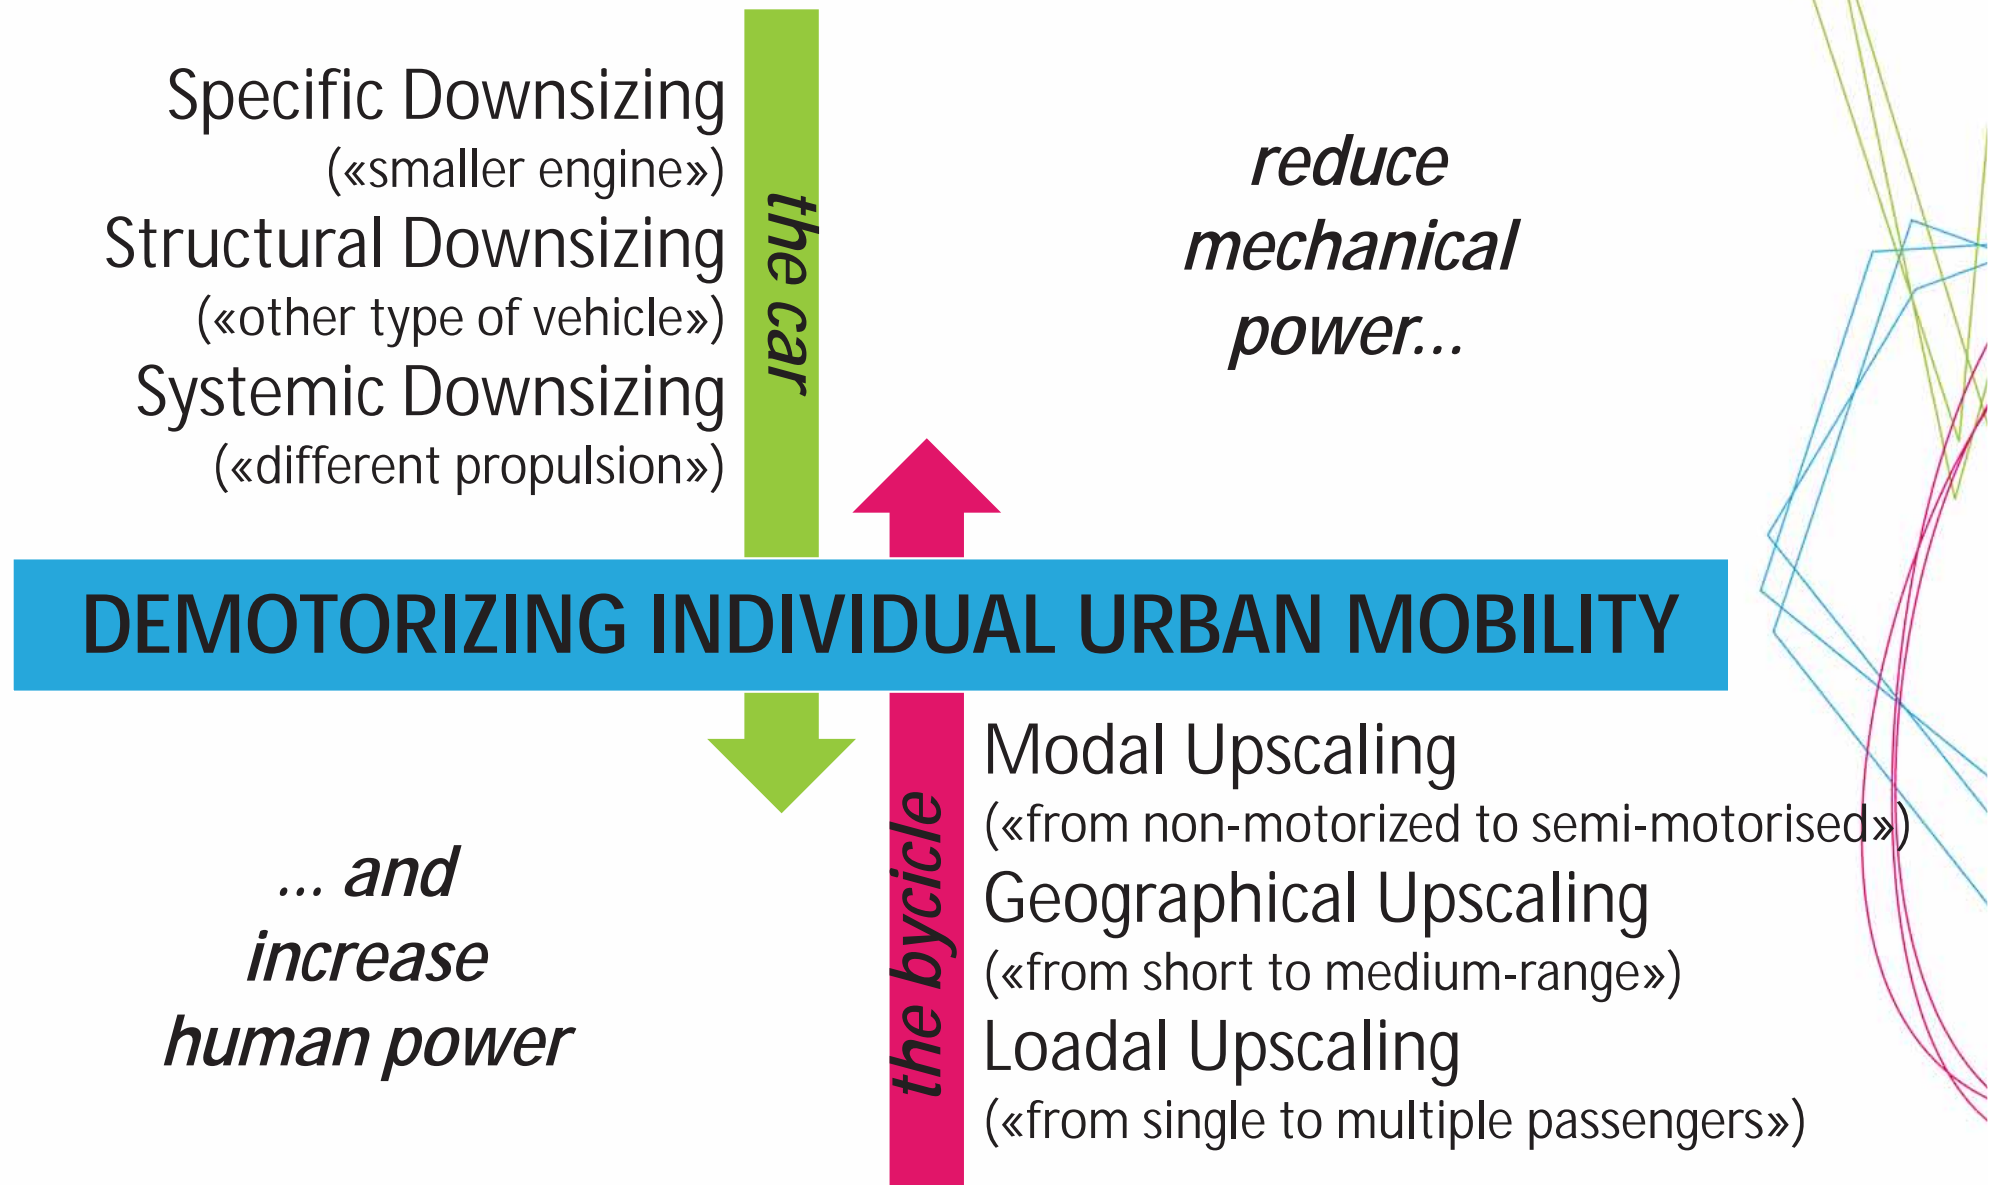 Specific Downsizing
(«smaller engine»)
Structural Downsizing
(«other type of vehicle»)
Systemic Downsizing
(«different propulsion»)
the car
reduce
mechanical
power...
DEMOTORIZING INDIVIDUAL URBAN MOBILITY
... and
increase
human power
the bycicle
Modal Upscaling
(«from non-motorized to semi-motorised»)
Geographical Upscaling
(«from short to medium-range»)
Loadal Upscaling
(«from single to multiple passengers»)